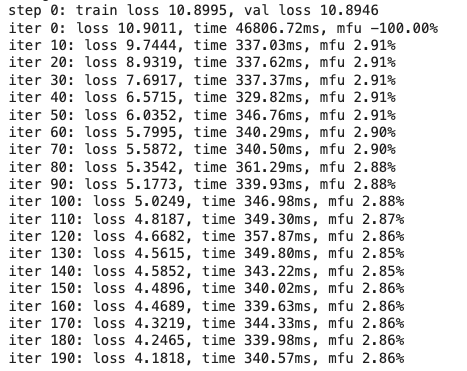 step 0: train loss 10.8995, val loss 10.8946
iter 0: loss 10.9011, time 46806.72ms, mfu -100.00%
iter 10: loss 9.7444, time 337.03ms, mfu 2.91%
iter 20: loss 8.9319, time 337.62ms, mfu 2.91%
iter 30: loss 7.6917, time 337.37ms, mfu 2.91%
iter 40: loss 6.5715, time 329.82ms, mfu 2.91%
iter 50: loss 6.0352, time 346.76ms, mfu 2.91%
iter 60: loss 5.7995, time 340.29ms, mfu 2.90%
iter 70: loss 5.5872, time 340.50ms, mfu 2.90%
iter 80: loss 5.3542, time 361.29ms, mfu 2.88%
iter 90: loss 5.1773, time 339.93ms, mfu 2.88%
iter 100: loss 5.0249, time 346.98ms, mfu 2.88%
iter 110: loss 4.8187, time 349.30ms, mfu 2.87%
iter 120: loss 4.6682, time 357.87ms, mfu 2.86%
iter 130: loss 4.5615, time 349.80ms, mfu 2.85%
iter 140: loss 4.5852, time 343.22ms, mfu 2.85%
iter 150: loss 4.4896, time 340.02ms, mfu 2.86%
iter 160: loss 4.4689, time 339.63ms, mfu 2.86%
iter 170: loss 4.3219, time 344.33ms, mfu 2.86%
iter 180: loss 4.2465, time 339.98ms, mfu 2.86%
iter 190: loss 4.1818, time 340.57ms, mfu 2.86%